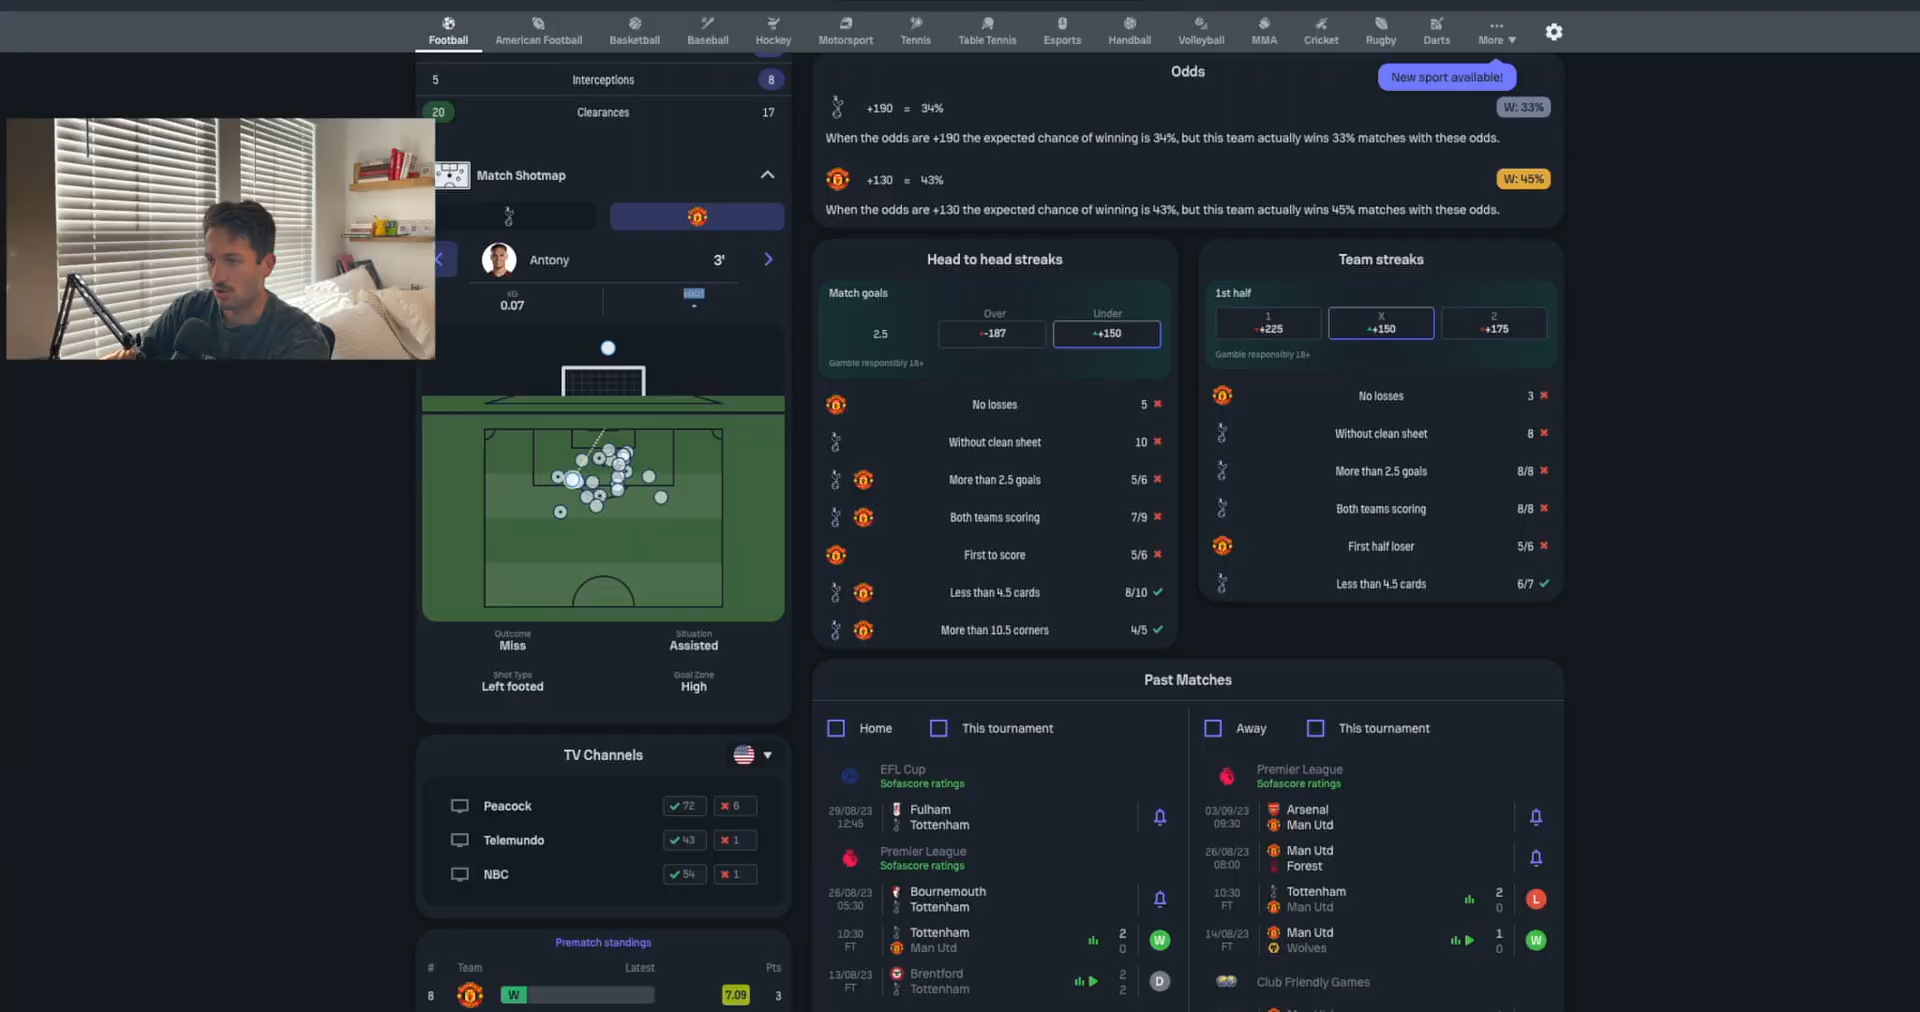 Football
American Football
Basketball
Baseball
Hockey
Motorsport
Tennis
Table Tennis
Esports
Handball
Volleyball
MMA
Cricket
Rugby
Darts
More
New sport available!
5 Interceptions 8
20 Clearances 17
Match Shotmap
Antony 3'
xG
0.07
FOOT
-
Outcome
Miss
Situation
Assisted
Shot Type
Left footed
Goal Zone
High
TV Channels
Peacock 72 6
Telemundo 43 1
NBC 54 1
Prematch standings
# Team Latest Pts
8 W 7.09 3
Odds
+190 = 34% W: 33%
When the odds are +190 the expected chance of winning is 34%, but this team actually wins 33% matches with these odds.
+130 = 43% W: 45%
When the odds are +130 the expected chance of winning is 43%, but this team actually wins 45% matches with these odds.
Head to head streaks
Match goals
Over Under
2.5 -187 +150
Gamble responsibly 18+
No losses 5
Without clean sheet 10
More than 2.5 goals 5/6
Both teams scoring 7/9
First to score 5/6
Less than 4.5 cards 8/10
More than 10.5 corners 4/5
Team streaks
1st half
1 X 2
+225 +150 +175
Gamble responsibly 18+
No losses 3
Without clean sheet 8
More than 2.5 goals 8/8
Both teams scoring 8/8
First half loser 5/6
Less than 4.5 cards 6/7
Past Matches
Home This tournament
EFL Cup
Sofascore ratings
29/08/23 Fulham
12:45 Tottenham
Premier League
Sofascore ratings
26/08/23 Bournemouth
05:30 Tottenham
10:30 Tottenham 2
FT Man Utd 0
W
13/08/23 Brentford 2
FT Tottenham 2
D
Away This tournament
Premier League
Sofascore ratings
03/09/23 Arsenal
09:30 Man Utd
26/08/23 Man Utd
08:00 Forest
10:30 Tottenham 2
FT Man Utd 0
L
14/08/23 Man Utd 1
FT Wolves 0
W
Club Friendly Games